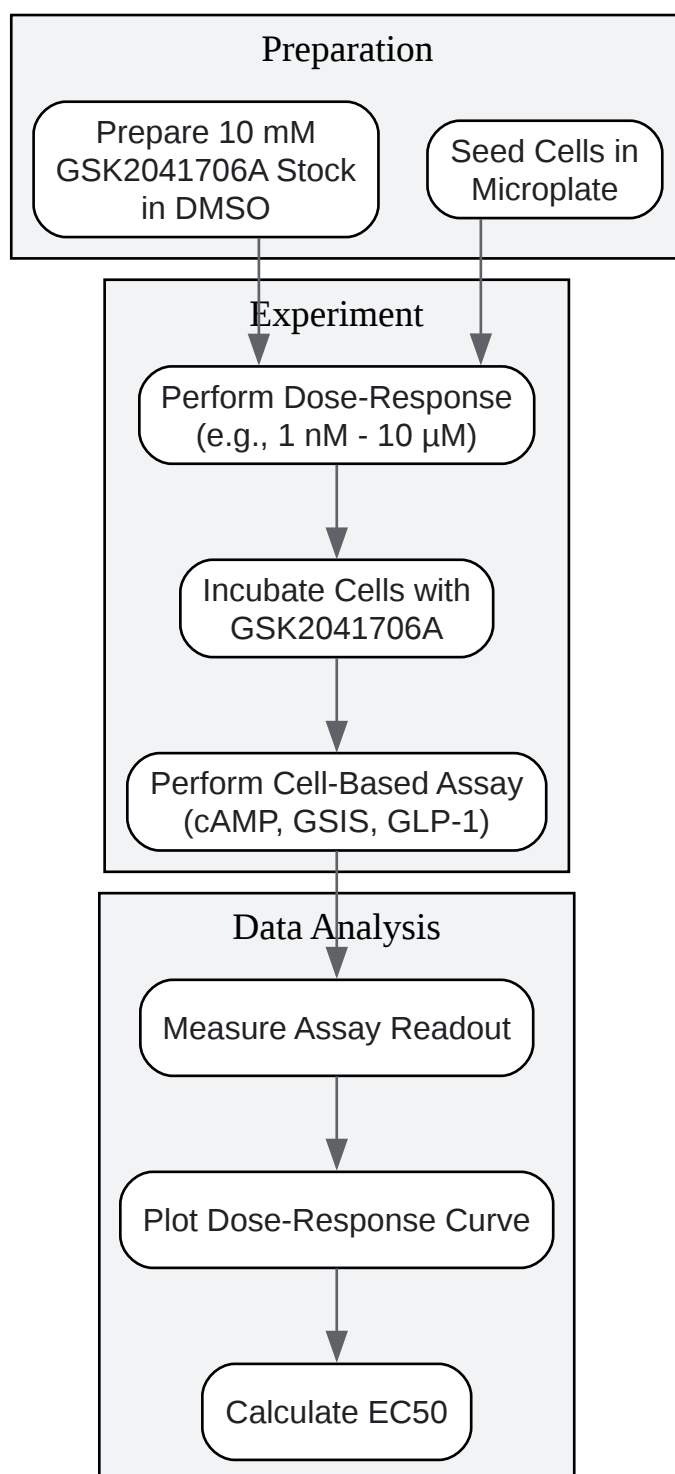 Preparation
Prepare 10 mM
GSK2041706A Stock
in DMSO
Seed Cells in
Microplate
Experiment
Perform Dose-Response
(e.g., 1 nM - 10 µM)
Incubate Cells with
GSK2041706A
Perform Cell-Based Assay
(cAMP, GSIS, GLP-1)
Data Analysis
Measure Assay Readout
Plot Dose-Response Curve
Calculate EC50